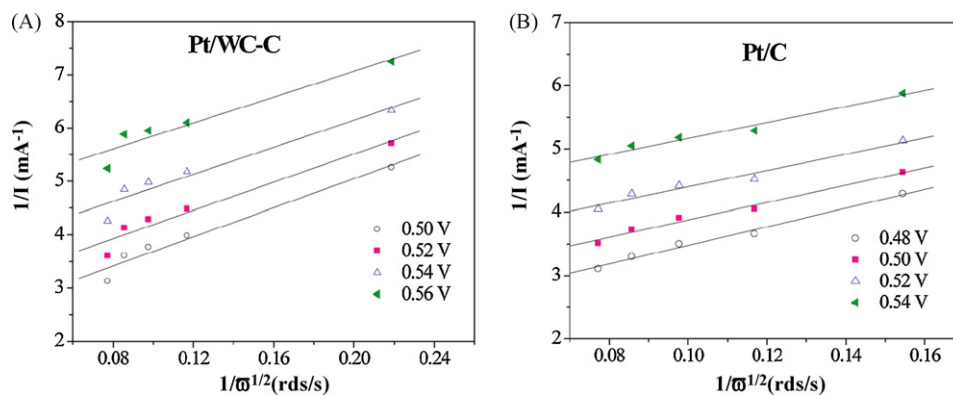 (A)
Pt/WC-C
8
7
6
5
4
3
2
1/I (mA⁻¹)
0.50 V
0.52 V
0.54 V
0.56 V
0.08
0.12
0.16
0.20
0.24
1/ϖ^1/2(rds/s)
(B)
Pt/C
7
6
5
4
3
2
1
1/I (mA⁻¹)
0.48 V
0.50 V
0.52 V
0.54 V
0.08
0.10
0.12
0.14
0.16
1/ϖ^1/2(rds/s)